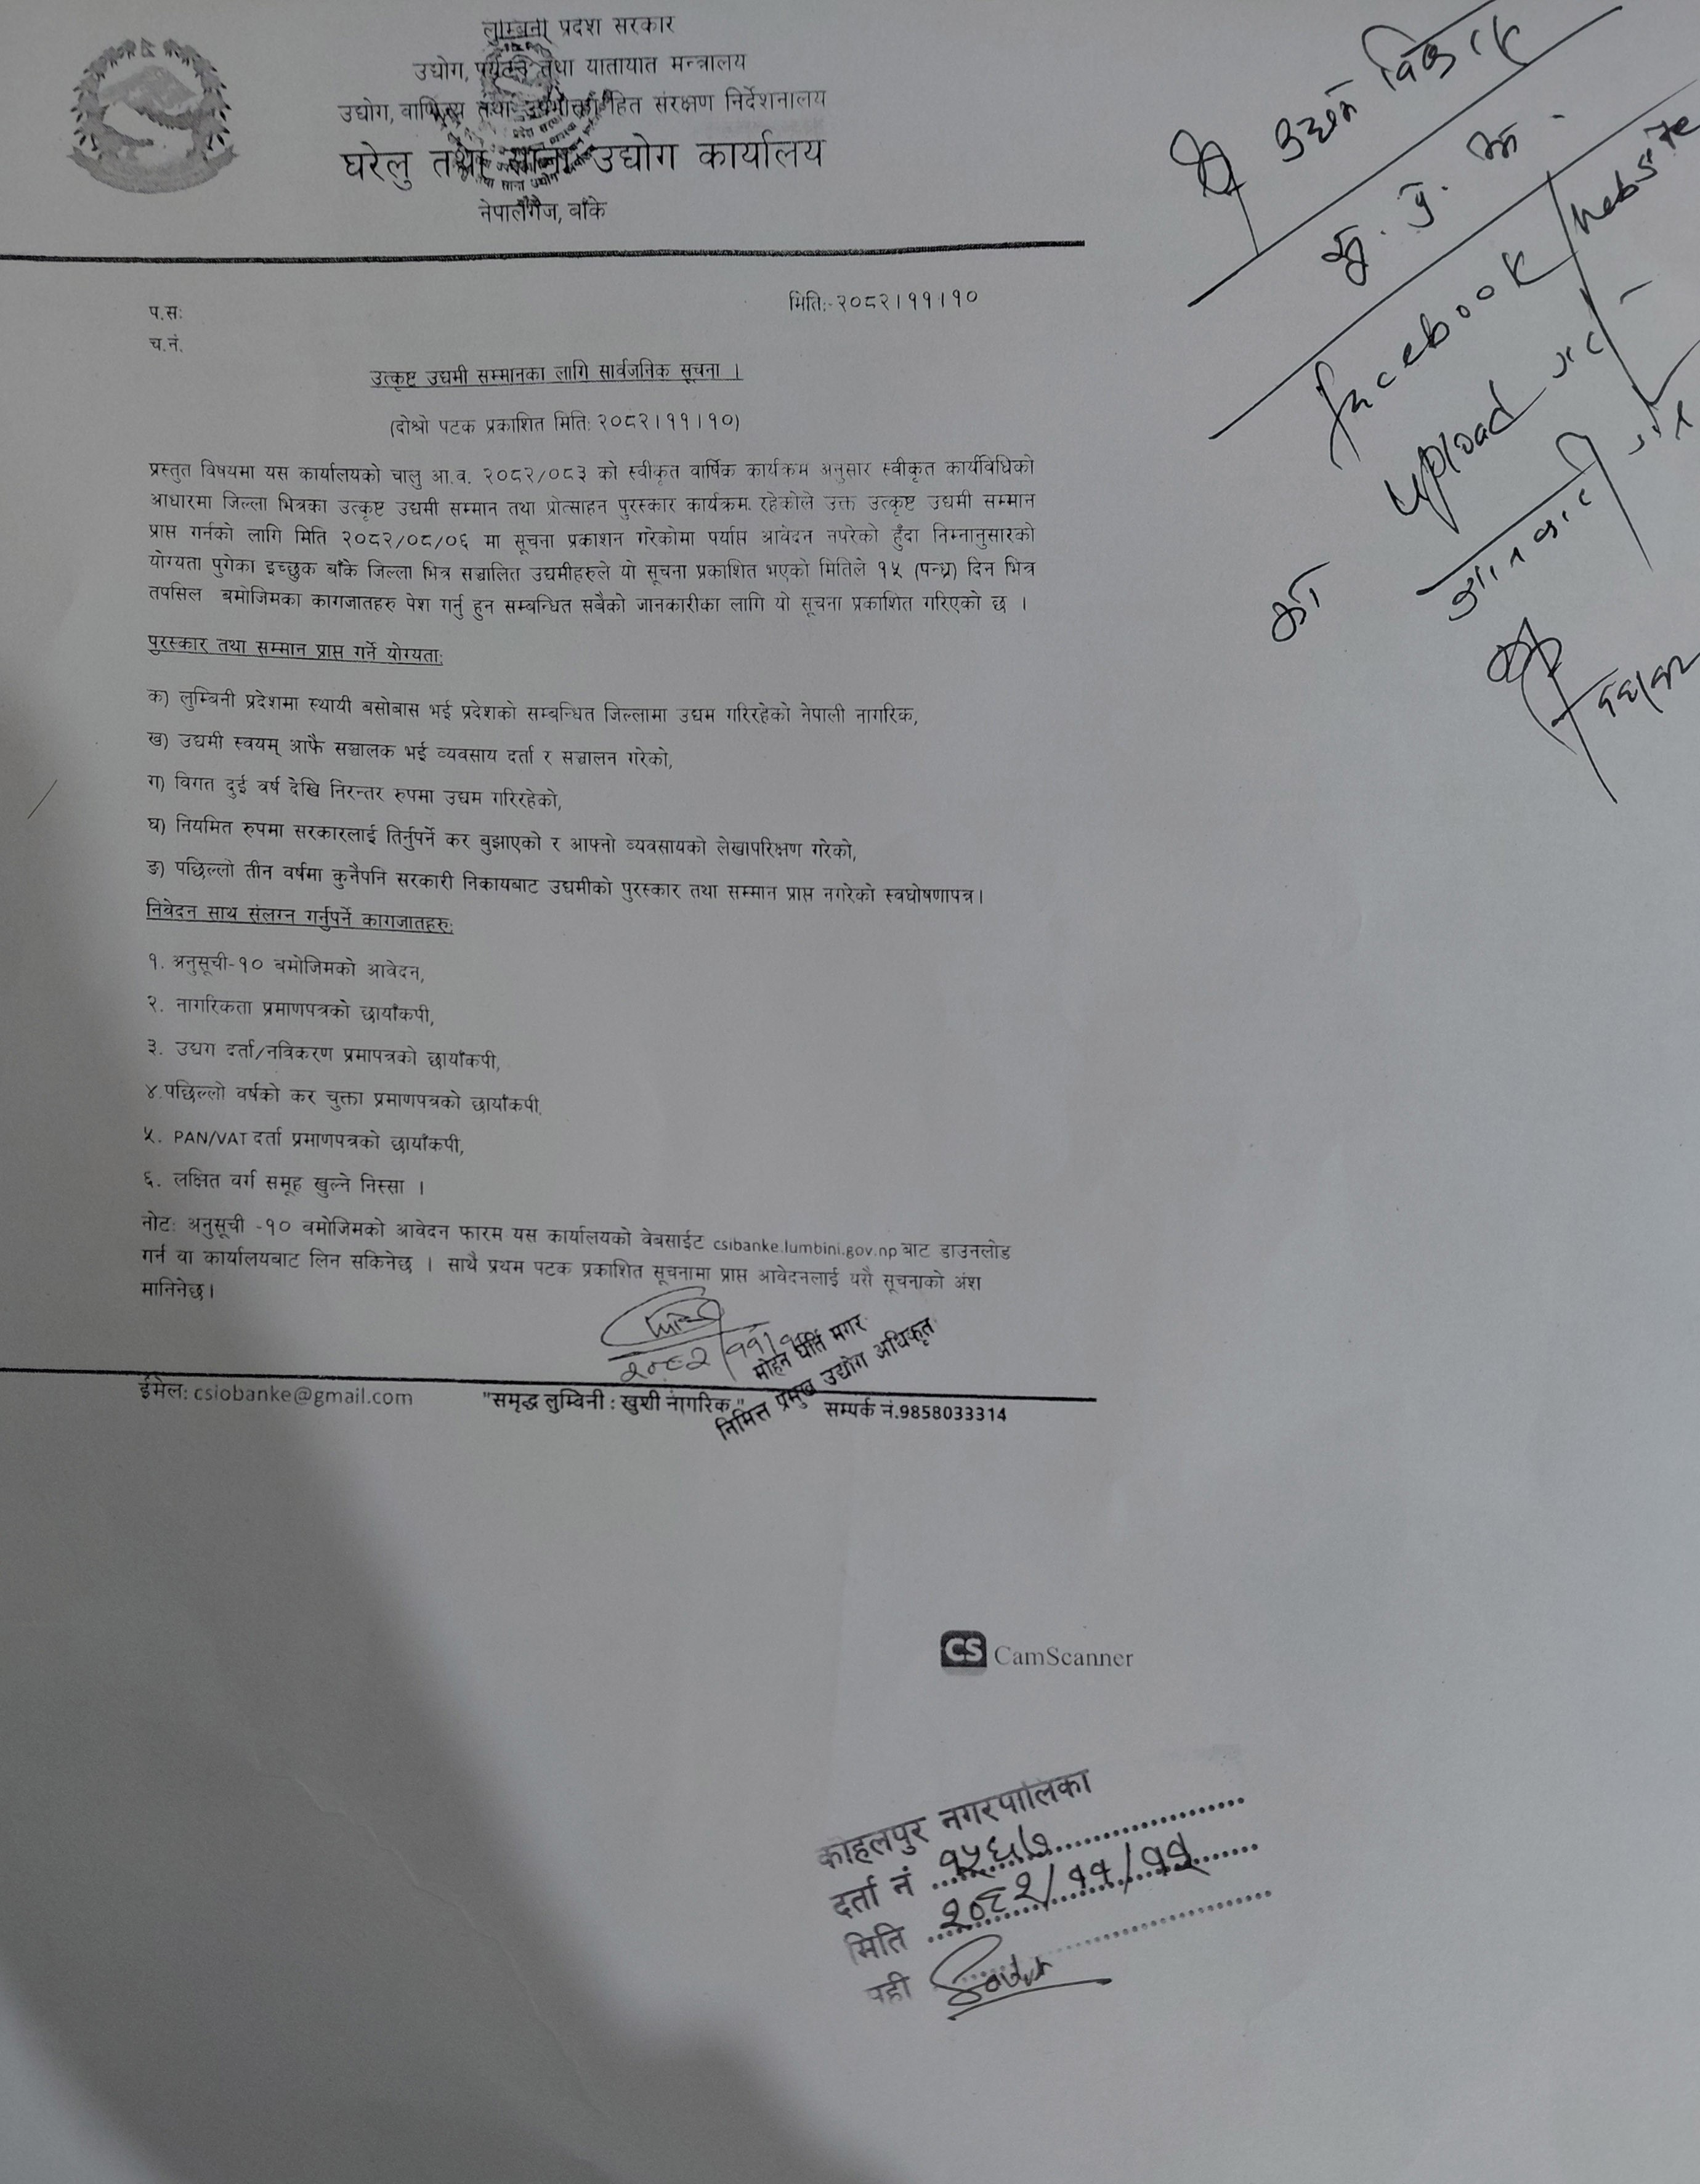 लुम्बिनी प्रदेश सरकार
उद्योग, पर्यटन तथा यातायात मन्त्रालय
उद्योग, वाणिज्य तथा उपभोक्ता हित संरक्षण निर्देशनालय
घरेलु तथा साना उद्योग कार्यालय
नेपालगंज, बाँके
प.स:
मिति:-२०८२।११।१०
च.नं.
उत्कृष्ट उद्यमी सम्मानका लागि सार्वजनिक सूचना ।
(दोश्रो पटक प्रकाशित मिति: २०८२।११।१०)
प्रस्तुत विषयमा यस कार्यालयको चालु आ.व. २०८२/०८३ को स्वीकृत वार्षिक कार्यक्रम अनुसार स्वीकृत कार्यविधिको
आधारमा जिल्ला भित्रका उत्कृष्ट उद्यमी सम्मान तथा प्रोत्साहन पुरस्कार कार्यक्रम. रहेकोले उक्त उत्कृष्ट उद्यमी सम्मान
प्राप्त गर्नको लागि मिति २०८२/०८/०६ मा सूचना प्रकाशन गरेकोमा पर्याप्त आवेदन नपरेको हुँदा निम्नानुसारको
योग्यता पुगेका इच्छुक बाँके जिल्ला भित्र सञ्चालित उद्यमीहरुले यो सूचना प्रकाशित भएको मितिले १५ (पन्ध्र) दिन भित्र
तपसिल बमोजिमका कागजातहरु पेश गर्नु हुन सम्बन्धित सबैको जानकारीका लागि यो सूचना प्रकाशित गरिएको छ ।
पुरस्कार तथा सम्मान प्राप्त गर्ने योग्यता:
क) लुम्बिनी प्रदेशमा स्थायी बसोबास भई प्रदेशको सम्बन्धित जिल्लामा उद्यम गरिरहेको नेपाली नागरिक,
ख) उद्यमी स्वयम् आफै सञ्चालक भई व्यवसाय दर्ता र सञ्चालन गरेको,
ग) विगत दुई वर्ष देखि निरन्तर रुपमा उद्यम गरिरहेको,
घ) नियमित रुपमा सरकारलाई तिर्नुपर्ने कर बुझाएको र आफ्नो व्यवसायको लेखापरिक्षण गरेको,
ङ) पछिल्लो तीन वर्षमा कुनैपनि सरकारी निकायबाट उद्यमीको पुरस्कार तथा सम्मान प्राप्त नगरेको स्वघोषणापत्र।
निवेदन साथ संलग्न गर्नुपर्ने कागजातहरु:
१. अनुसूची-१० बमोजिमको आवेदन,
२. नागरिकता प्रमाणपत्रको छायाँकपी,
३. उद्यग दर्ता/नविकरण प्रमापत्रको छायाँकपी,
४.पछिल्लो वर्षको कर चुक्ता प्रमाणपत्रको छायाँकपी,
५. PAN/VAT दर्ता प्रमाणपत्रको छायाँकपी,
६. लक्षित वर्ग समूह खुल्ने निस्सा ।
नोट: अनुसूची -१० बमोजिमको आवेदन फारम यस कार्यालयको वेबसाईट csibanke.lumbini.gov.np बाट डाउनलोड
गर्न वा कार्यालयबाट लिन सकिनेछ । साथै प्रथम पटक प्रकाशित सूचनामा प्राप्त आवेदनलाई यसै सूचनाको अंश
मानिनेछ।
मोहन घर्ति मगर
निमित्त प्रमुख उद्योग अधिकृत
ईमेल: csiobanke@gmail.com "समृद्ध लुम्बिनी : खुशी नागरिक" सम्पर्क नं.9858033314
श्री उद्यम विकास
सू. प्र. अ.
facebook/website
upload गर्न
जानकारी
CS CamScanner
कोहलपुर नगरपालिका
दर्ता नं १५६७
मिति २०८२/११/१५
सही